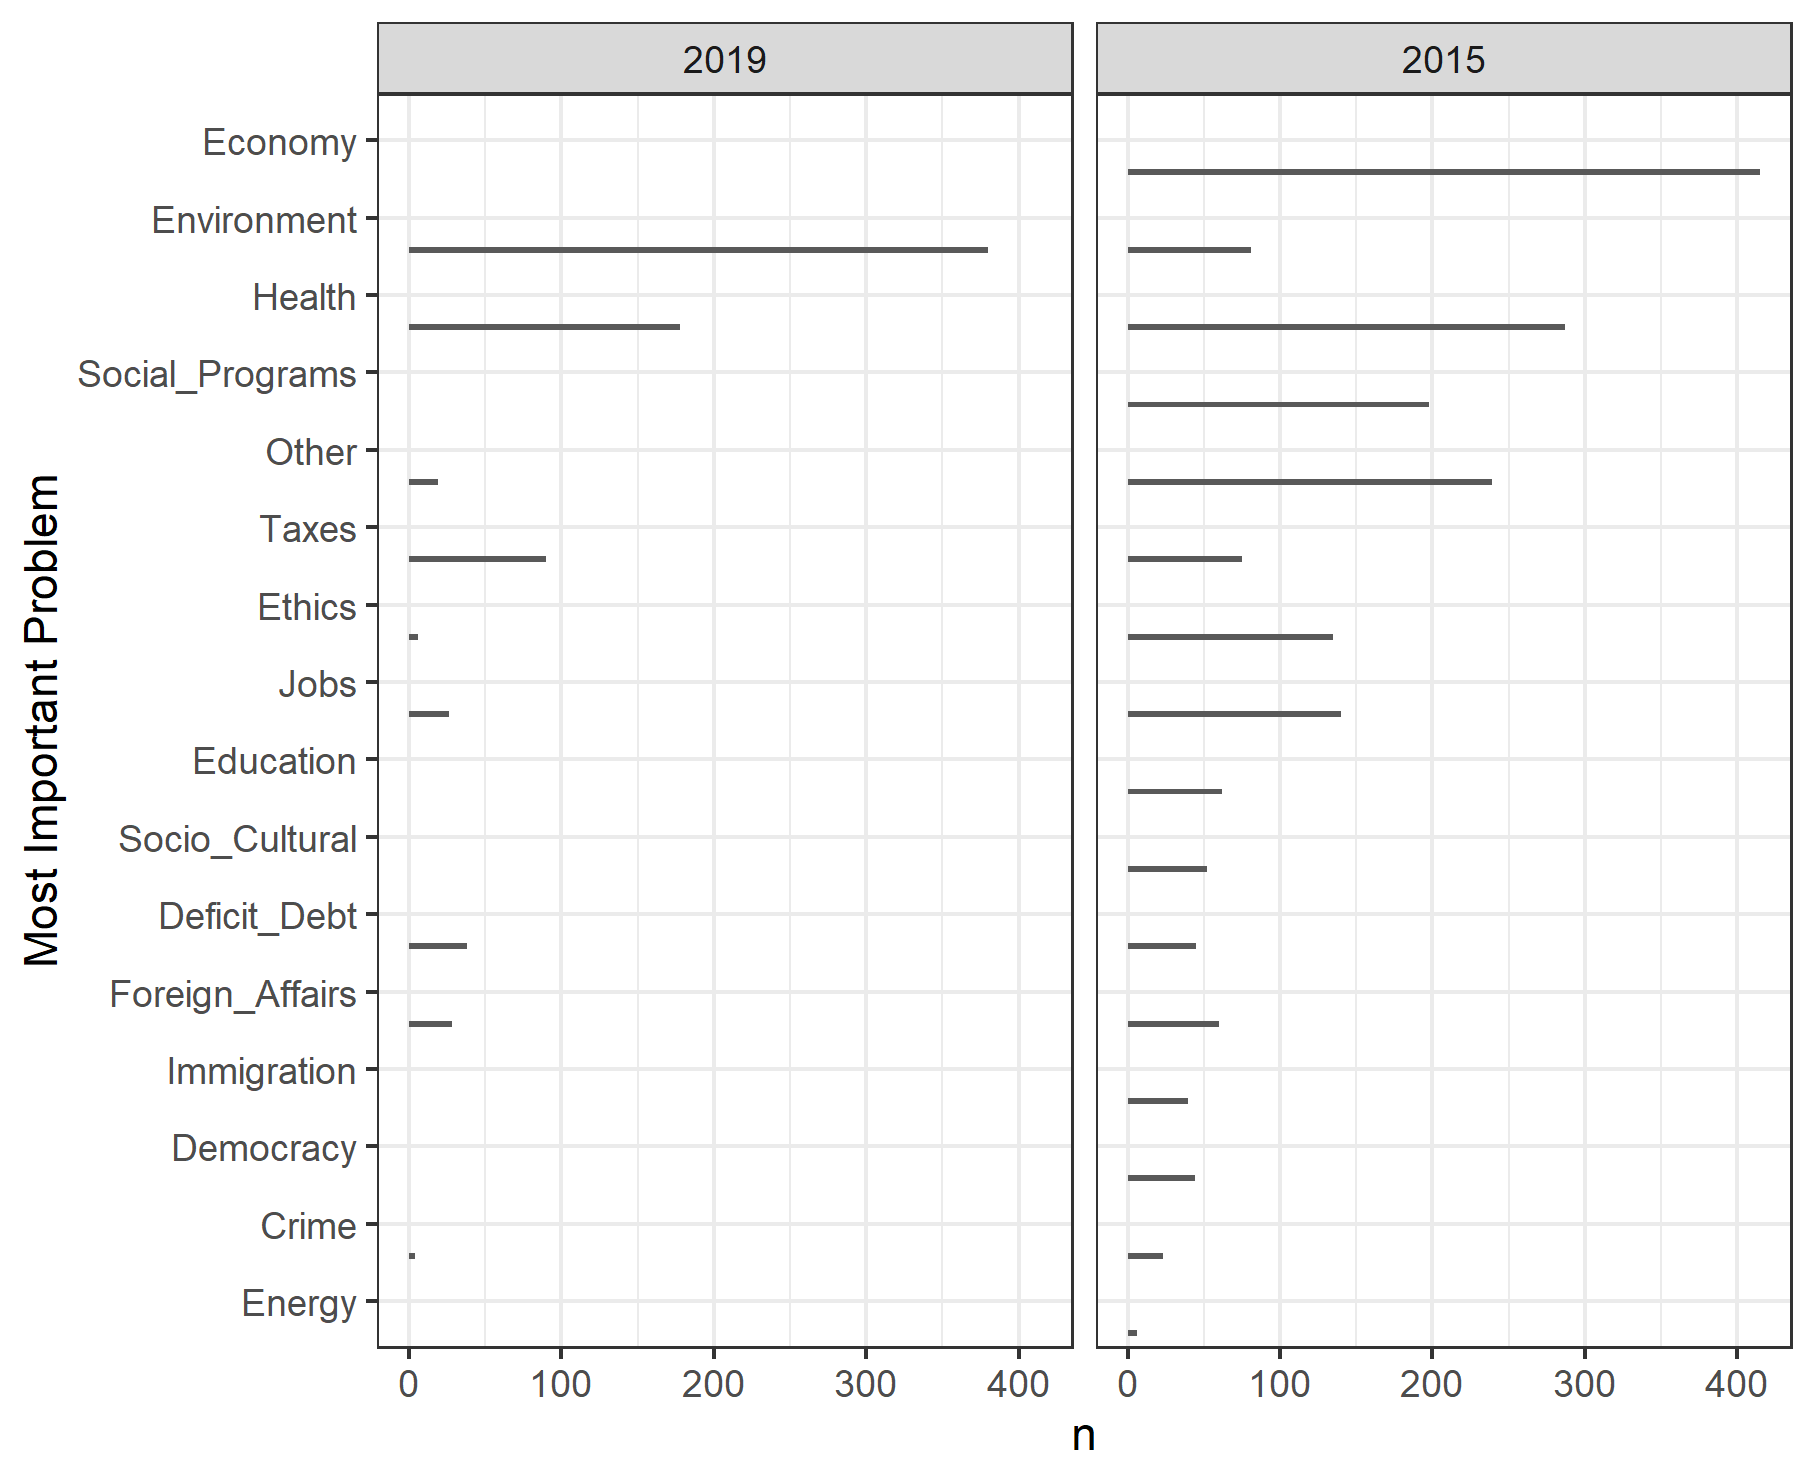 2019
2015
Economy
Environment
Health
Social_Programs
Other
Taxes
Ethics
Jobs
Education
Socio_Cultural
Deficit_Debt
Foreign_Affairs
Immigration
Democracy
Crime
Energy
Most Important Problem
0 100 200 300 400
0 100 200 300 400
n